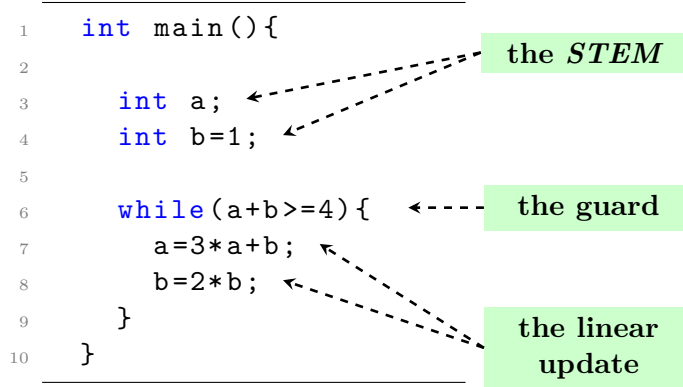 1 int main(){
the STEM
2
3 int a;
4 int b=1;
5
6 while(a+b>=4){
the guard
7 a=3*a+b;
8 b=2*b;
9 }
the linear
update
10 }